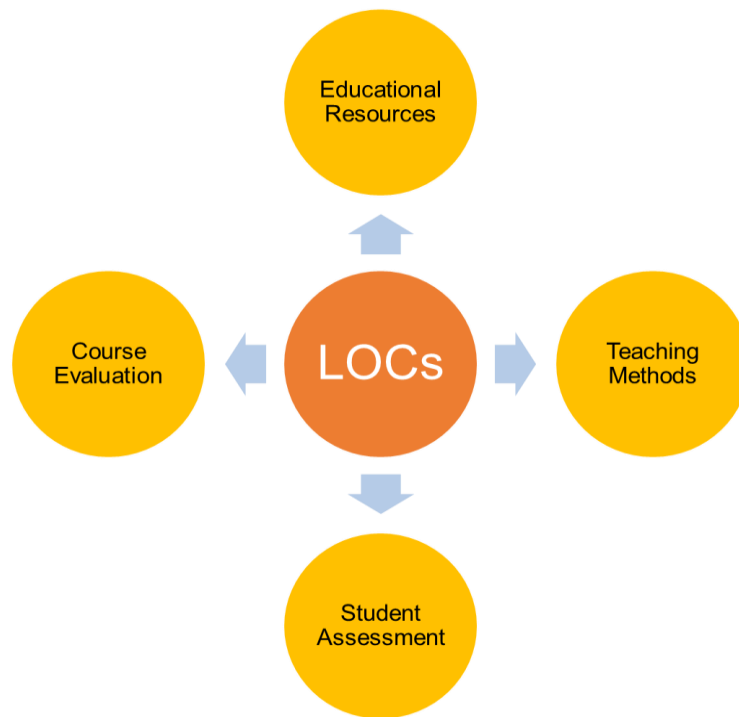 Educational
Resources
Course
Evaluation
LOCs
Teaching
Methods
Student
Assessment